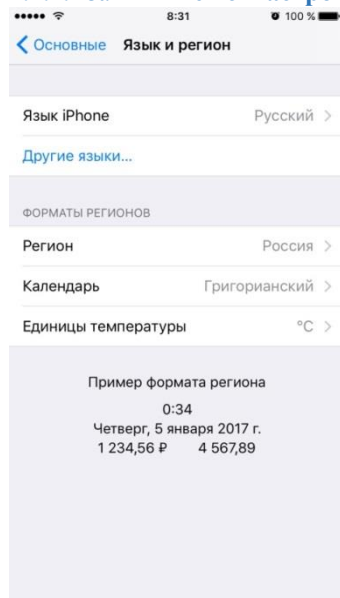 8:31 100 %
Основные Язык и регион
Язык iPhone Русский
Другие языки...
ФОРМАТЫ РЕГИОНОВ
Регион Россия
Календарь Григорианский
Единицы температуры °C
Пример формата региона
0:34
Четверг, 5 января 2017 г.
1 234,56 ₽ 4 567,89